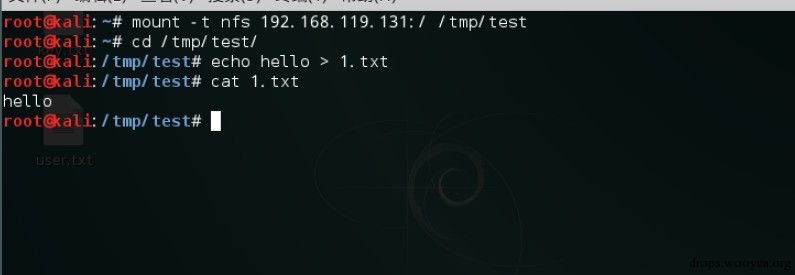 root@kali:~# mount -t nfs 192.168.119.131:/ /tmp/test
root@kali:~# cd /tmp/test/
root@kali:/tmp/test# echo hello > 1.txt
root@kali:/tmp/test# cat 1.txt
hello
root@kali:/tmp/test#
user.txt
drops.wooyun.org